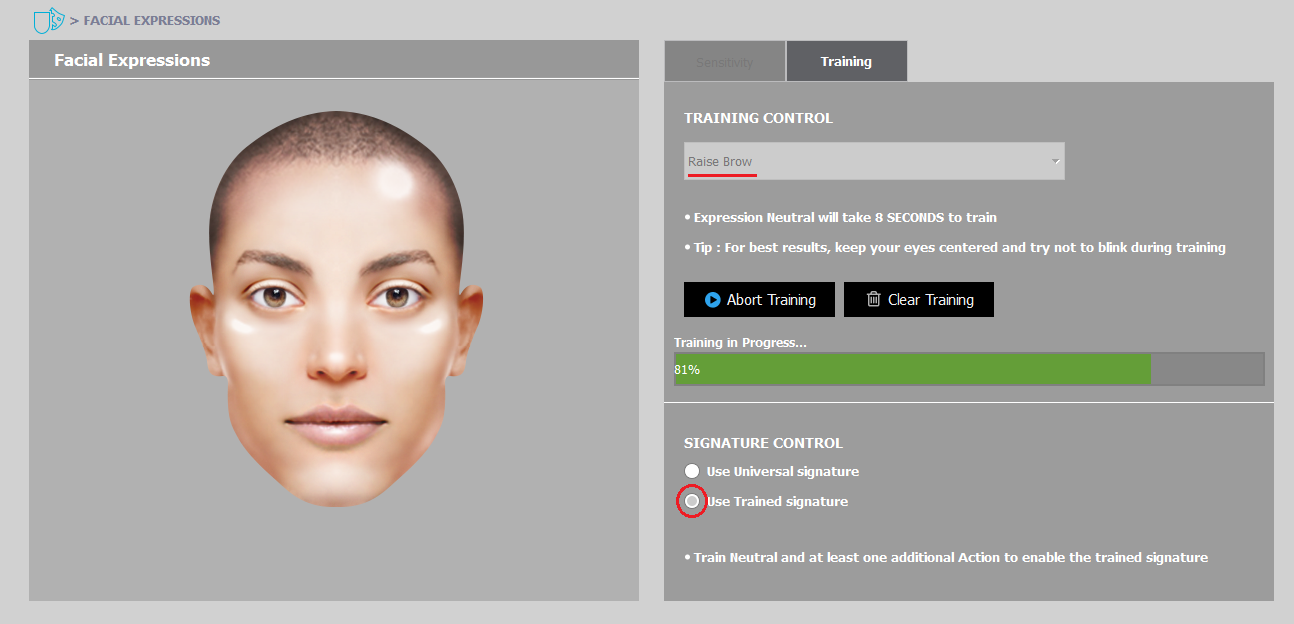 > FACIAL EXPRESSIONS
Facial Expressions
Sensitivity
Training
TRAINING CONTROL
Raise Brow
• Expression Neutral will take 8 SECONDS to train
• Tip : For best results, keep your eyes centered and try not to blink during training
Abort Training
Clear Training
Training in Progress...
81%
SIGNATURE CONTROL
Use Universal signature
Use Trained signature
• Train Neutral and at least one additional Action to enable the trained signature